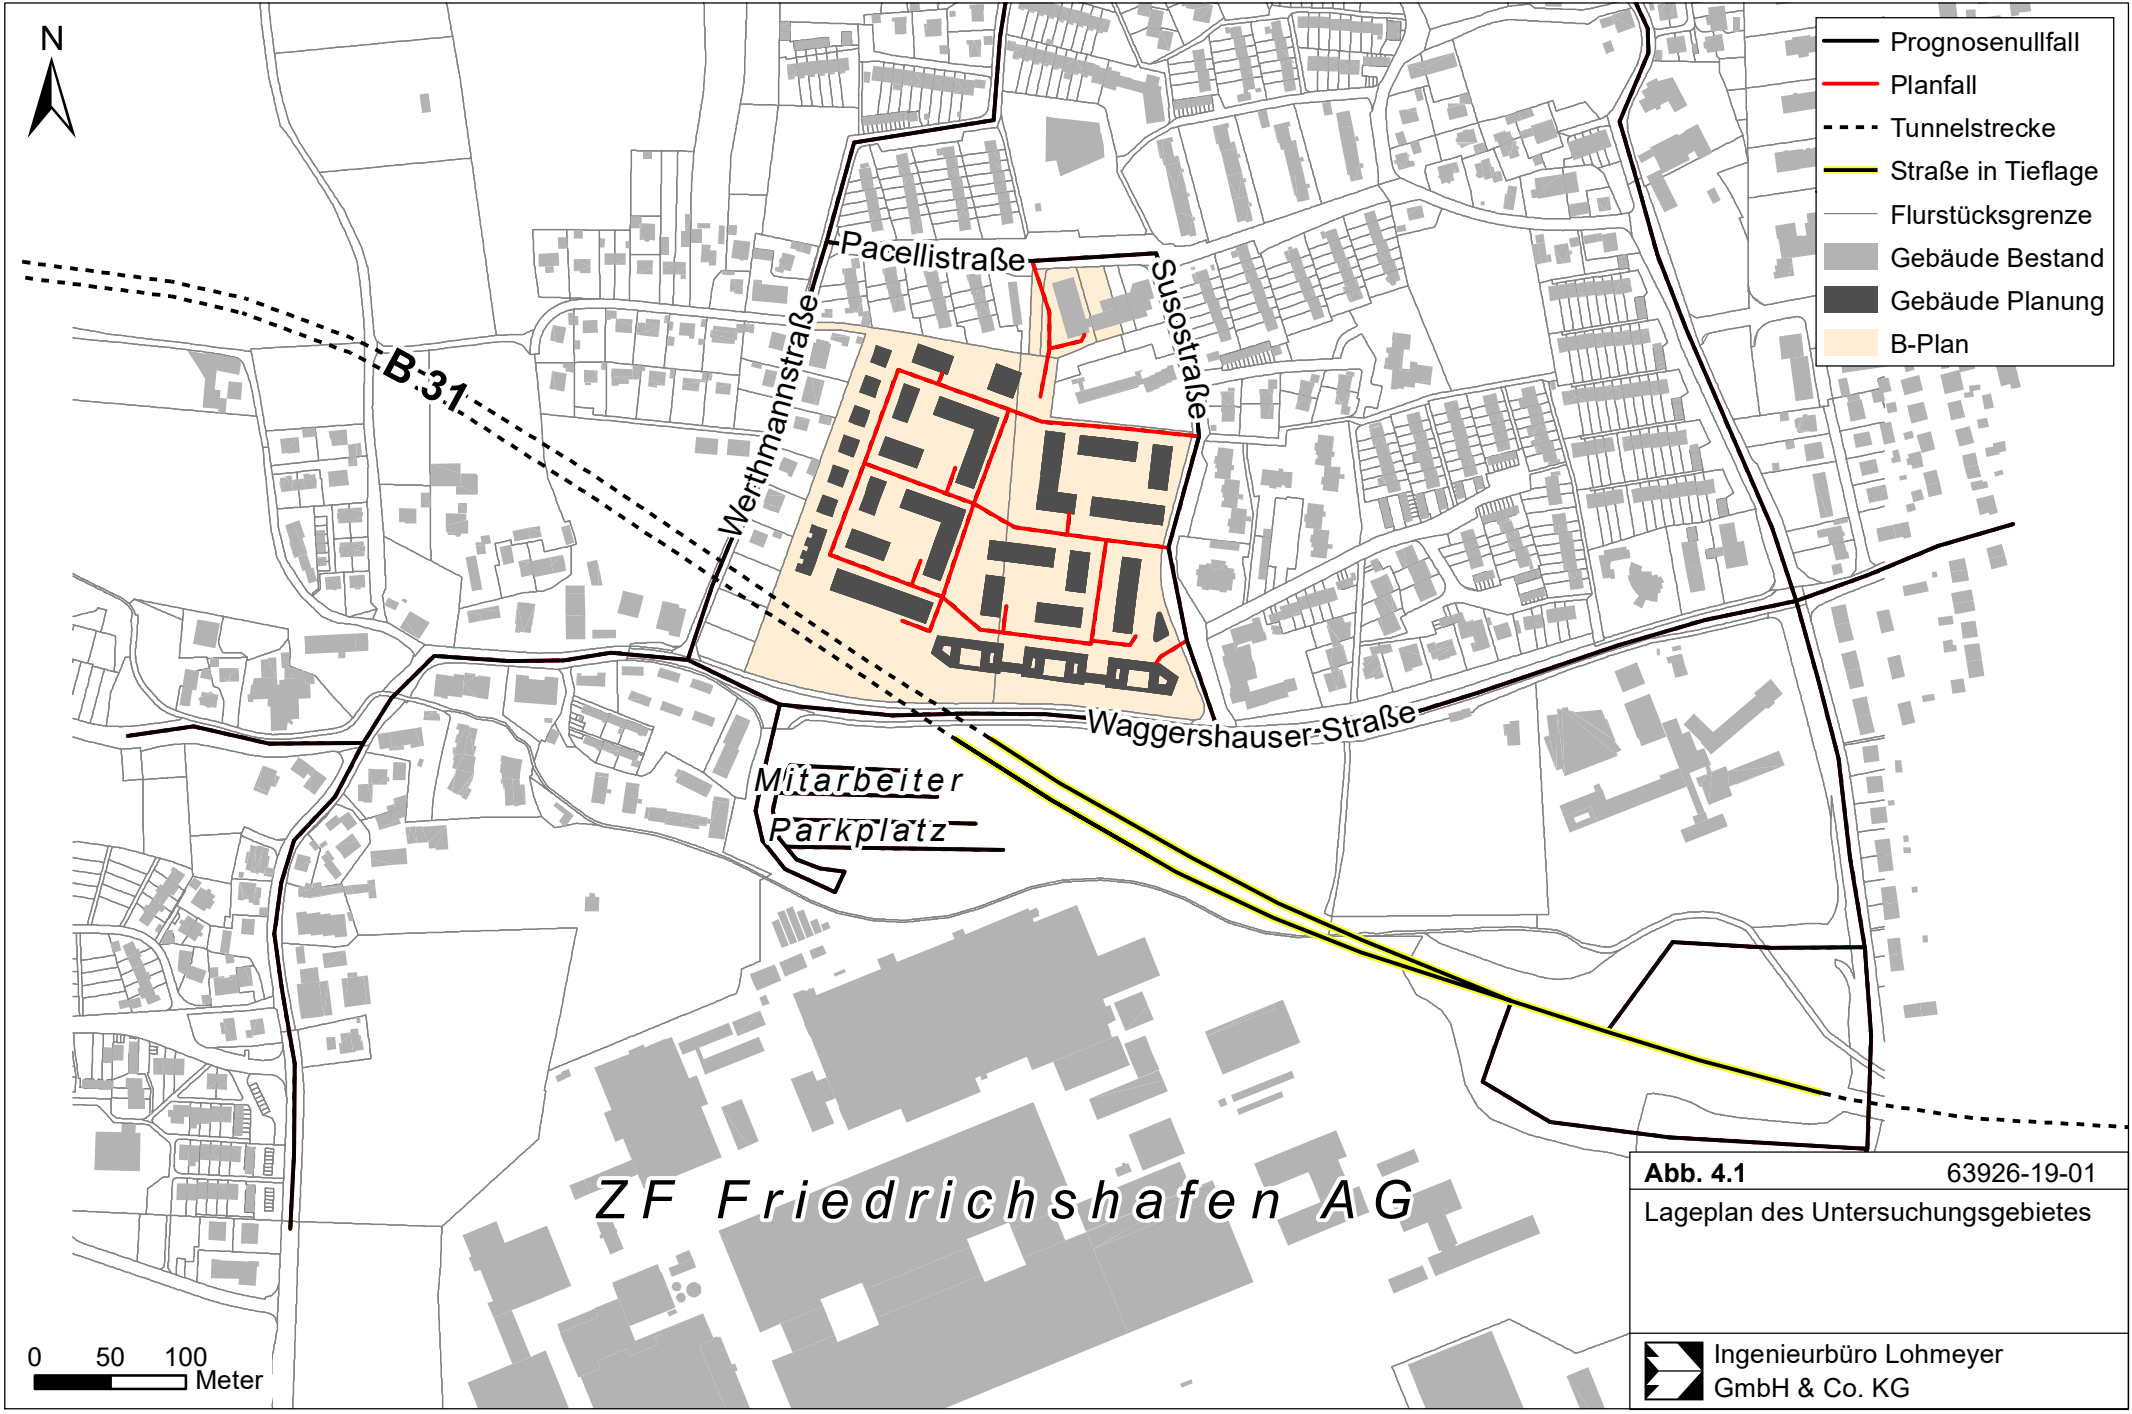 N
Prognosenullfall
Planfall
Tunnelstrecke
Straße in Tieflage
Flurstücksgrenze
Gebäude Bestand
Gebäude Planung
B-Plan
Pacellistraße
Susostraße
Werthmannstraße
B 31
Waggershauser Straße
Mitarbeiter
Parkplatz
ZF Friedrichshafen AG
0 50 100
Meter
Abb. 4.1 63926-19-01
Lageplan des Untersuchungsgebietes
Ingenieurbüro Lohmeyer
GmbH & Co. KG